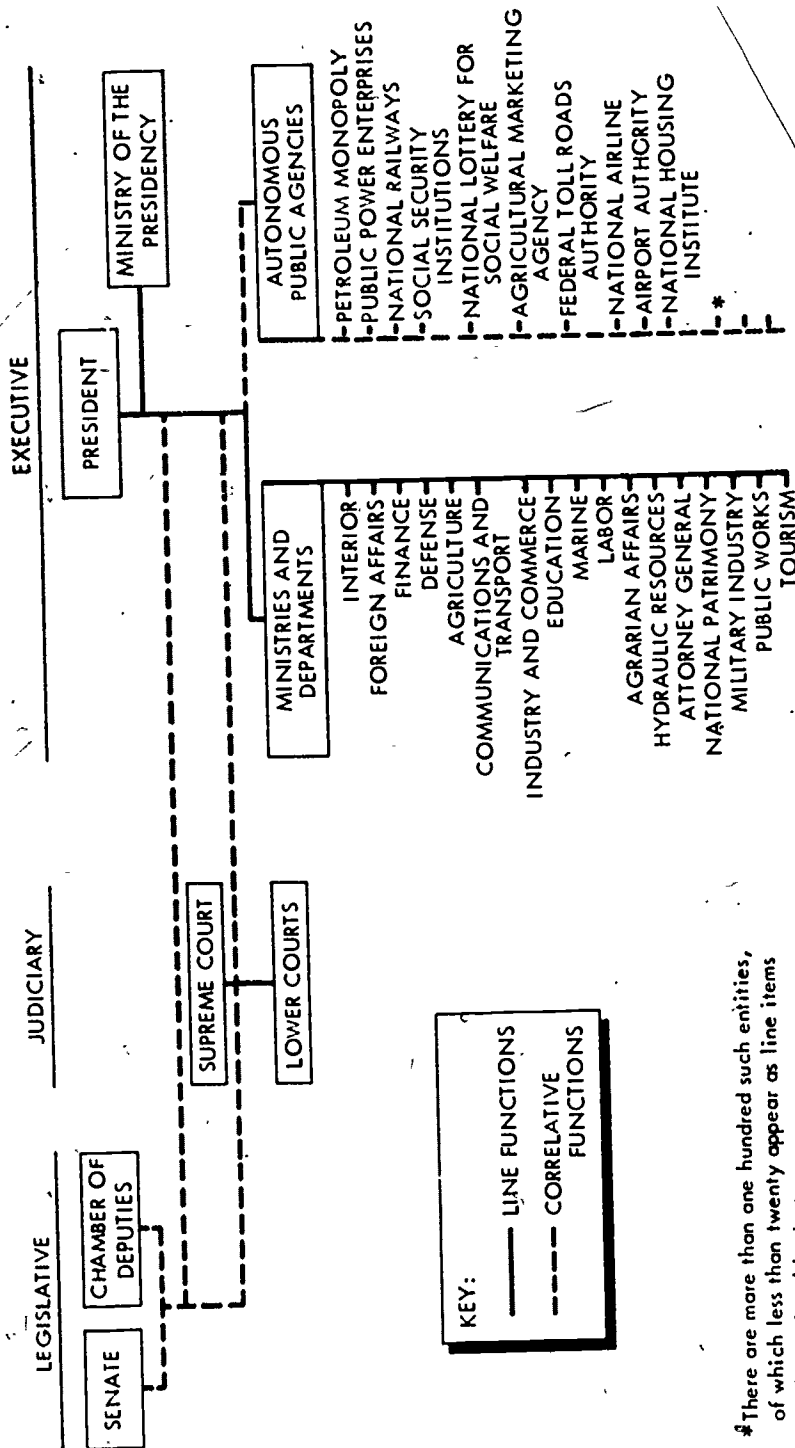 LEGISLATIVE
SENATE
CHAMBER OF
DEPUTIES
JUDICIARY
SUPREME COURT
LOWER COURTS
EXECUTIVE
PRESIDENT
MINISTRY OF THE
PRESIDENCY
MINISTRIES AND
DEPARTMENTS
INTERIOR
FOREIGN AFFAIRS
FINANCE
DEFENSE
AGRICULTURE
COMMUNICATIONS AND
TRANSPORT
INDUSTRY AND COMMERCE
EDUCATION
MARINE
LABOR
AGRARIAN AFFAIRS
HYDRAULIC RESOURCES
ATTORNEY GENERAL
NATIONAL PATRIMONY
MILITARY INDUSTRY
PUBLIC WORKS
TOURISM
AUTONOMOUS
PUBLIC AGENCIES
PETROLEUM MONOPOLY
PUBLIC POWER ENTERPRISES
NATIONAL RAILWAYS
SOCIAL SECURITY
INSTITUTIONS
NATIONAL LOTTERY FOR
SOCIAL WELFARE
AGRICULTURAL MARKETING
AGENCY
FEDERAL TOLL ROADS
AUTHORITY
NATIONAL AIRLINE
AIRPORT AUTHORITY
NATIONAL HOUSING
INSTITUTE
*
KEY:
LINE FUNCTIONS
CORRELATIVE
FUNCTIONS
*There are more than one hundred such entities,
of which less than twenty appear as line items